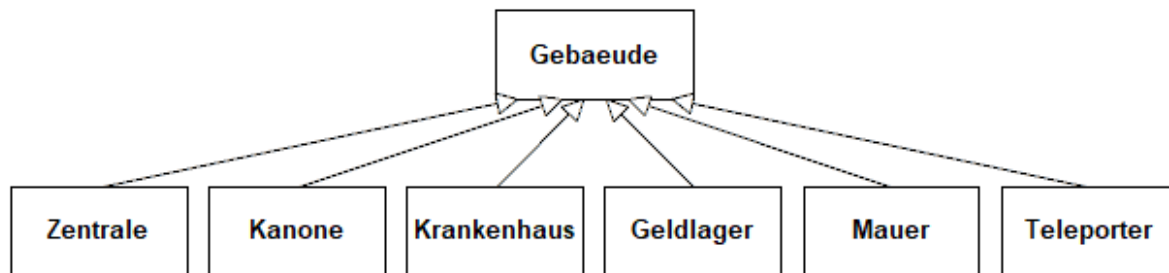 Gebaeude
Zentrale
Kanone
Krankenhaus
Geldlager
Mauer
Teleporter